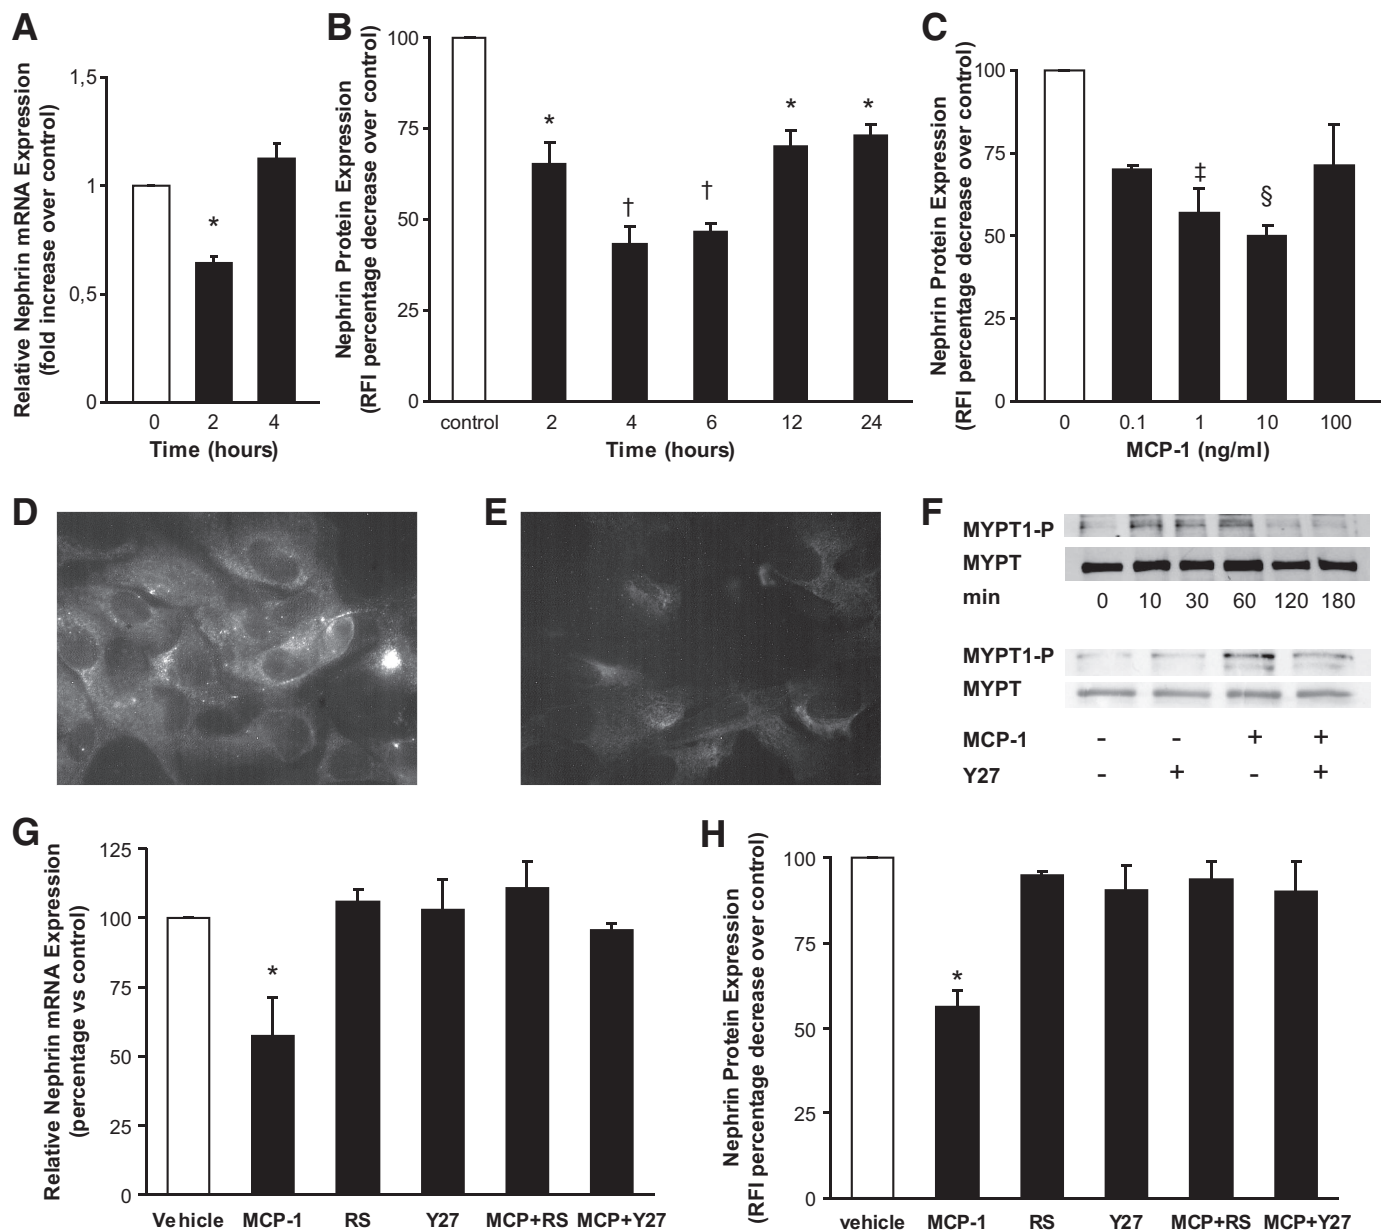 A
Relative Nephrin mRNA Expression
(fold increase over control)
1,5
1
0,5
0
*
0 2 4
Time (hours)
B
Nephrin Protein Expression
(RFI percentage decrease over control)
100
75
50
25
0
* † † * *
control 2 4 6 12 24
Time (hours)
C
Nephrin Protein Expression
(RFI percentage decrease over control)
100
75
50
25
0
‡ §
0 0.1 1 10 100
MCP-1 (ng/ml)
D
E
F
MYPT1-P
MYPT
min 0 10 30 60 120 180
MYPT1-P
MYPT
MCP-1 - - + +
Y27 - + - +
G
Relative Nephrin mRNA Expression
(percentage vs control)
125
100
75
50
25
0
*
Vehicle MCP-1 RS Y27 MCP+RS MCP+Y27
H
Nephrin Protein Expression
(RFI percentage decrease over control)
100
75
50
25
0
*
vehicle MCP-1 RS Y27 MCP+RS MCP+Y27